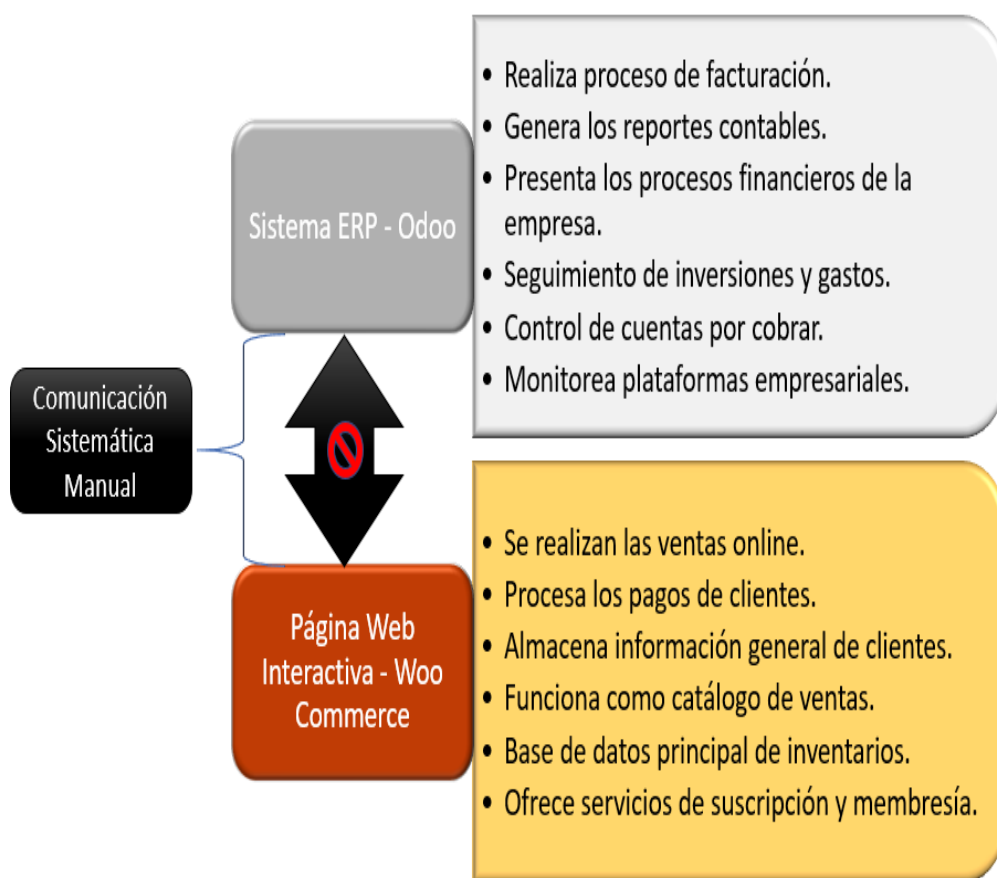 Sistema ERP - Odoo
• Realiza proceso de facturación.
• Genera los reportes contables.
• Presenta los procesos financieros de la
empresa.
• Seguimiento de inversiones y gastos.
• Control de cuentas por cobrar.
• Monitorea plataformas empresariales.
Comunicación
Sistemática
Manual
Página Web
Interactiva - Woo
Commerce
• Se realizan las ventas online.
• Procesa los pagos de clientes.
• Almacena información general de clientes.
• Funciona como catálogo de ventas.
• Base de datos principal de inventarios.
• Ofrece servicios de suscripción y membresía.